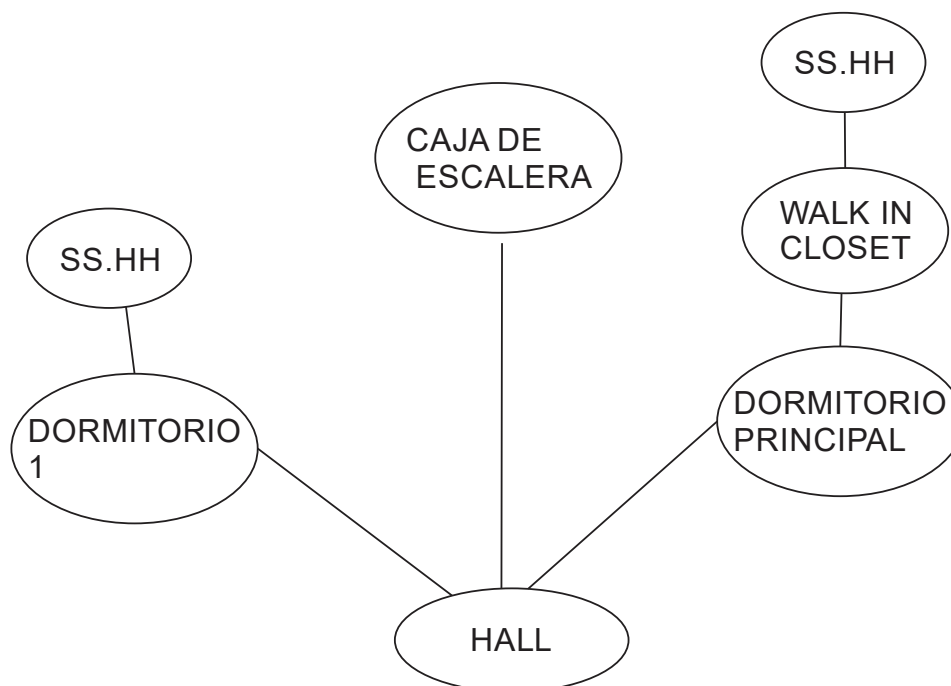 SS.HH
CAJA DE
ESCALERA
WALK IN
CLOSET
SS.HH
DORMITORIO
PRINCIPAL
DORMITORIO
1
HALL